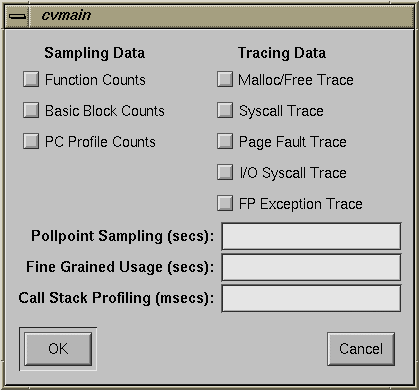 cvmain
Sampling Data Tracing Data
Function Counts Malloc/Free Trace
Basic Block Counts Syscall Trace
PC Profile Counts Page Fault Trace
I/O Syscall Trace
FP Exception Trace
Pollpoint Sampling (secs):
Fine Grained Usage (secs):
Call Stack Profiling (msecs):
OK Cancel